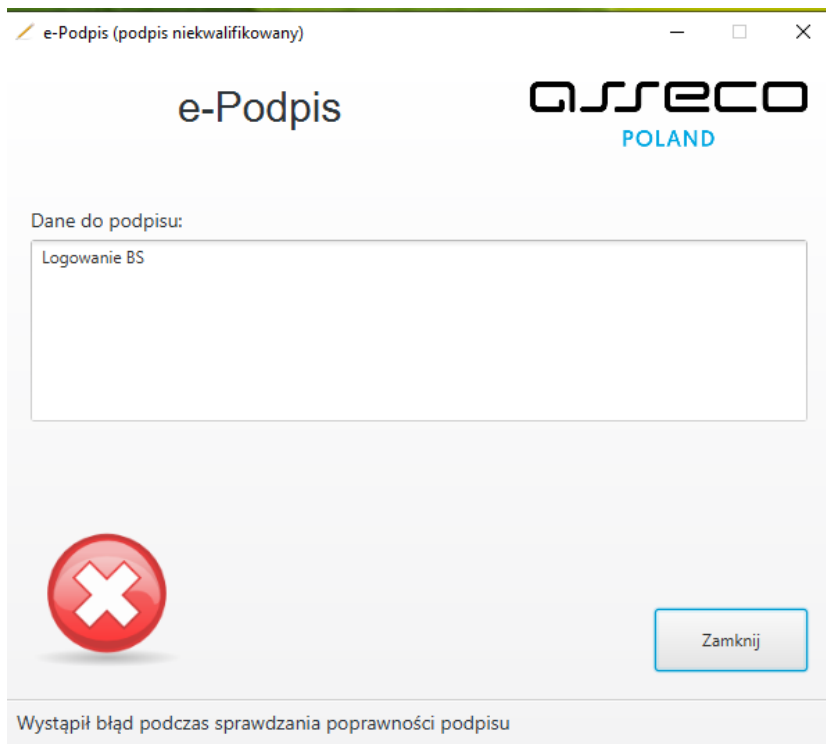 e-Podpis (podpis niekwalifikowany)
e-Podpis
asseco
POLAND
Dane do podpisu:
Logowanie BS
Zamknij
Wystąpił błąd podczas sprawdzania poprawności podpisu